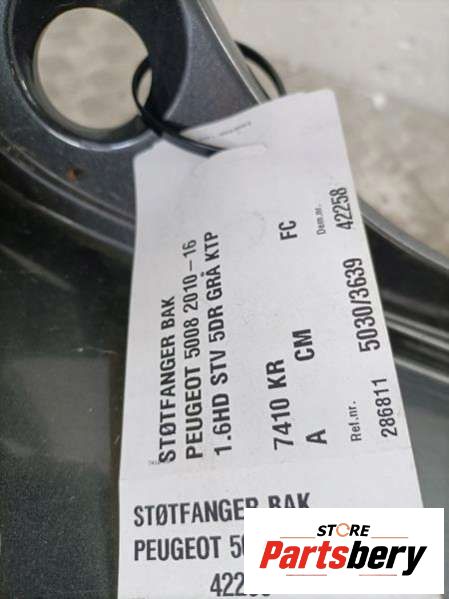 STØTFANGER BAK
PEUGEOT 5008 2010-16
1.6HD STV 5DR GRÅ KTP
7410 KR FC
A CM
Dem.nr.
42258
Ref.nr.
286811 5030/3639
STØTFANGER BAK
PEUGEOT
STORE
Partsbery